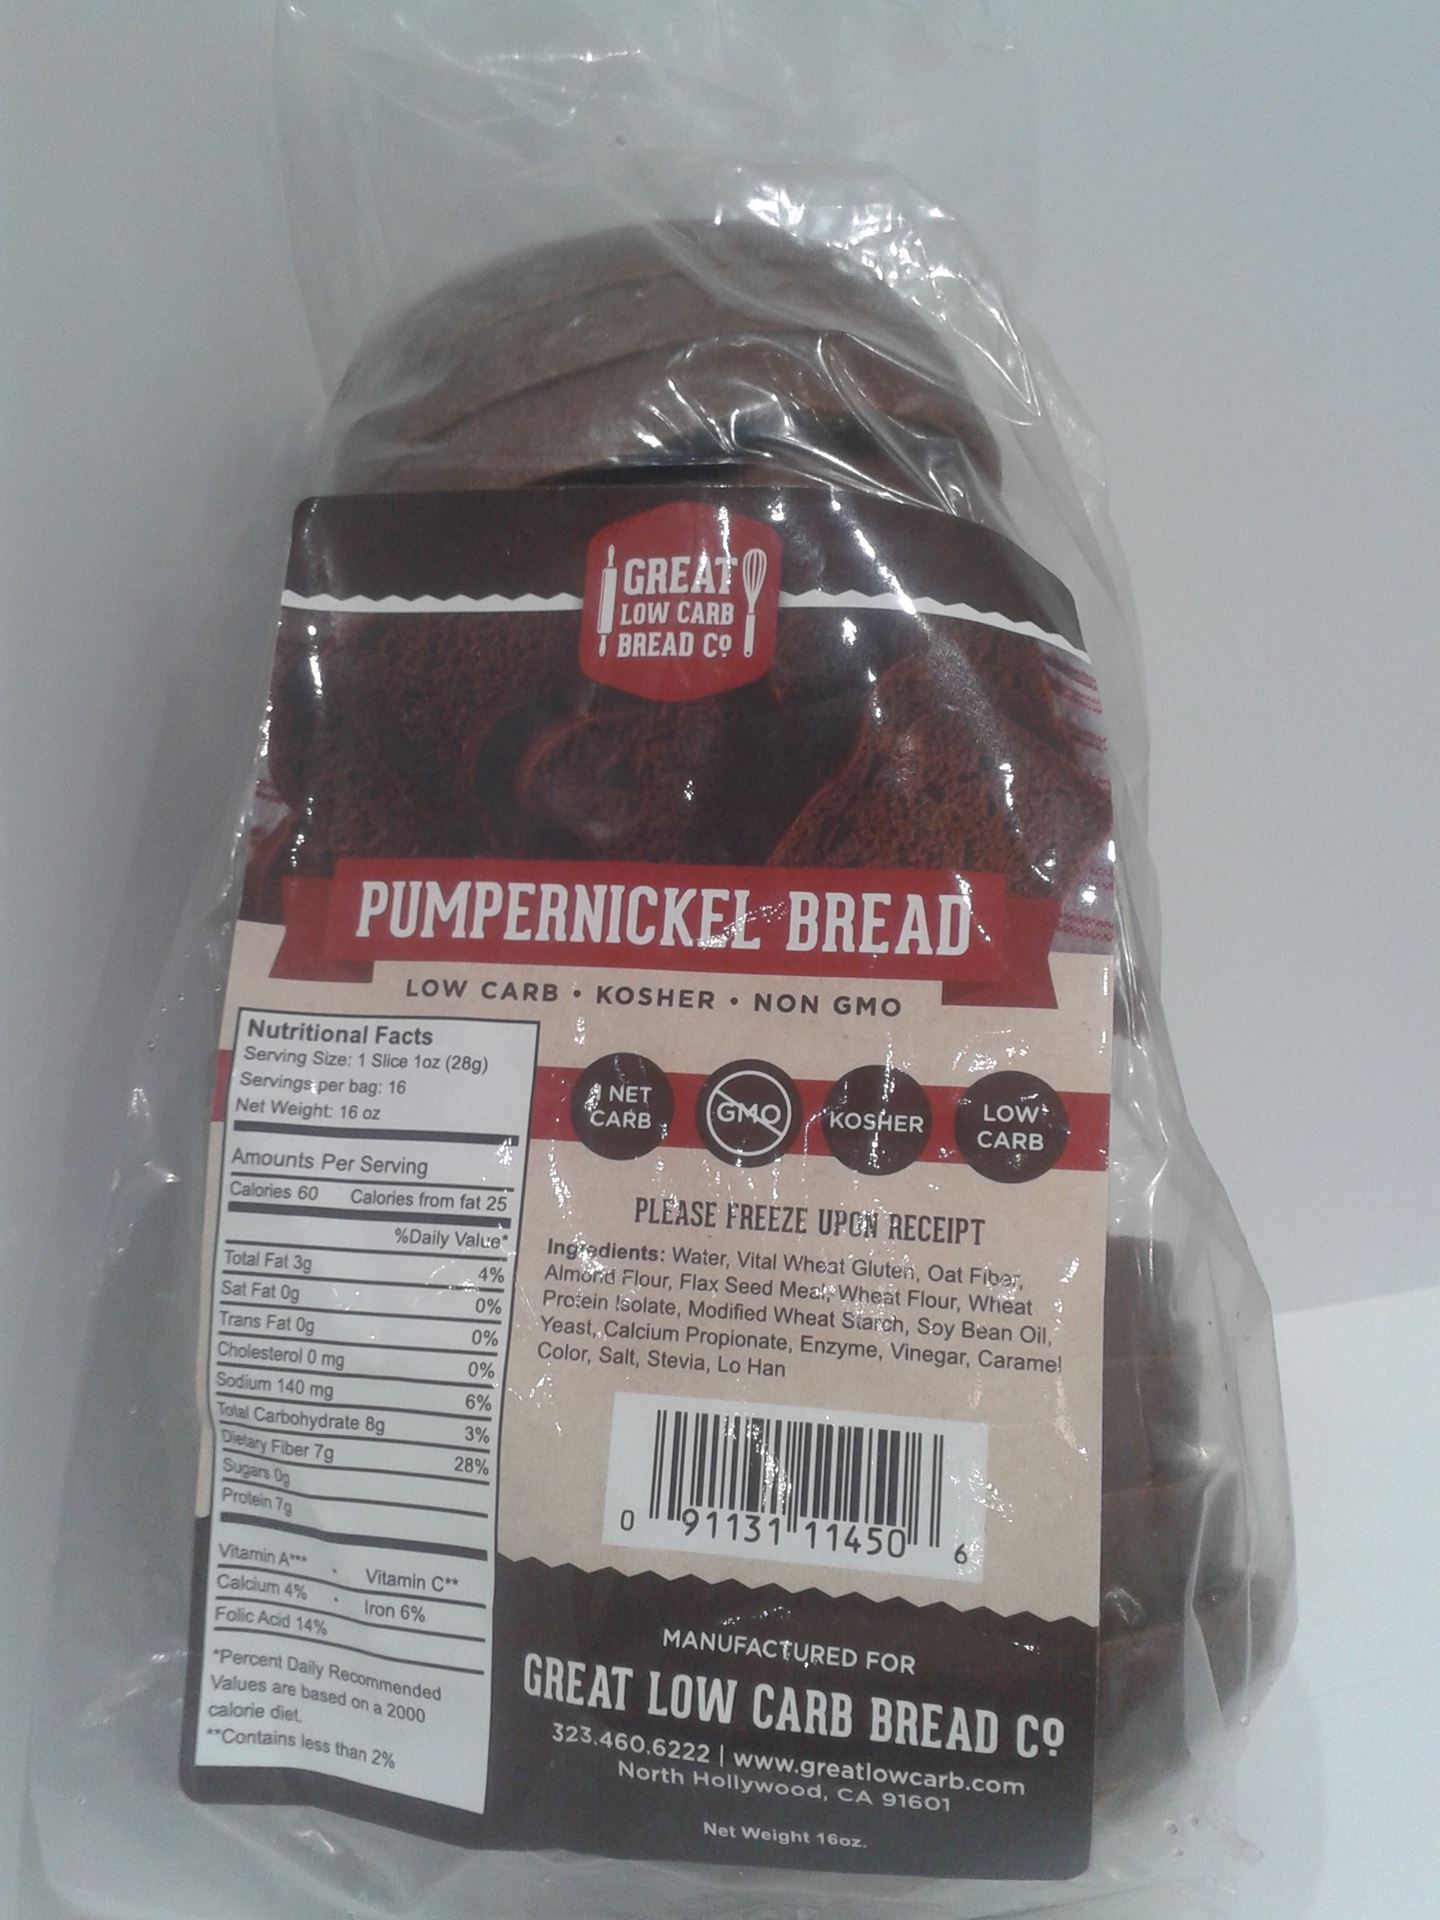 GREAT
LOW CARB
BREAD Co
PUMPERNICKEL BREAD
LOW CARB • KOSHER • NON GMO
Nutritional Facts
Serving Size: 1 Slice 1oz (28g)
Servings per bag: 16
Net Weight: 16 oz
Amounts Per Serving
Calories 60 Calories from fat 25
%Daily Value*
Total Fat 3g 4%
Sat Fat 0g 0%
Trans Fat 0g 0%
Cholesterol 0 mg 0%
Sodium 140 mg 6%
Total Carbohydrate 8g 3%
Dietary Fiber 7g 28%
Sugars 0g
Protein 7g
Vitamin A*** • Vitamin C**
Calcium 4% • Iron 6%
Folic Acid 14%
*Percent Daily Recommended
Values are based on a 2000
calorie diet.
**Contains less than 2%
1 NET
CARB
GMO
KOSHER
LOW
CARB
PLEASE FREEZE UPON RECEIPT
Ingredients: Water, Vital Wheat Gluten, Oat Fiber,
Almond Flour, Flax Seed Meal, Wheat Flour, Wheat
Protein Isolate, Modified Wheat Starch, Soy Bean Oil,
Yeast, Calcium Propionate, Enzyme, Vinegar, Caramel
Color, Salt, Stevia, Lo Han
0 91131 11450 6
MANUFACTURED FOR
GREAT LOW CARB BREAD Co
323.460.6222 | www.greatlowcarb.com
North Hollywood, CA 91601
Net Weight 16oz.